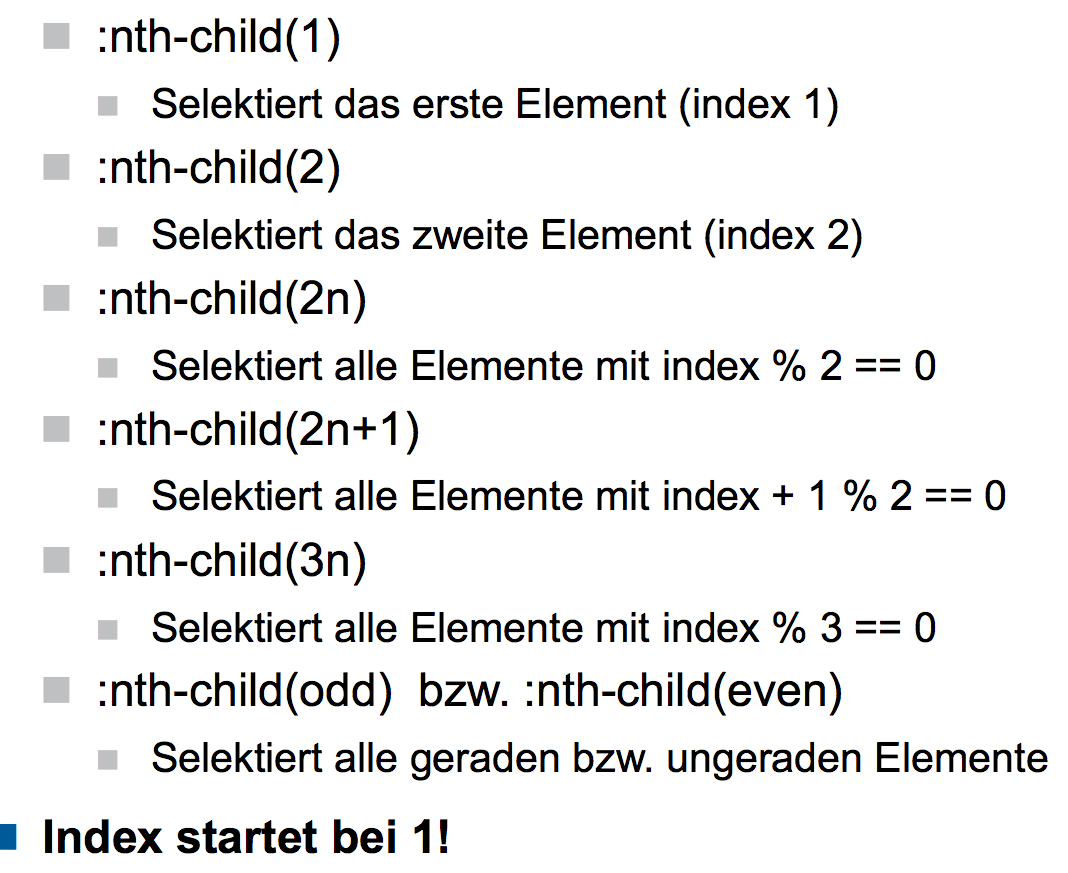 :nth-child(1)
Selektiert das erste Element (index 1)
:nth-child(2)
Selektiert das zweite Element (index 2)
:nth-child(2n)
Selektiert alle Elemente mit index % 2 == 0
:nth-child(2n+1)
Selektiert alle Elemente mit index + 1 % 2 == 0
:nth-child(3n)
Selektiert alle Elemente mit index % 3 == 0
:nth-child(odd) bzw. :nth-child(even)
Selektiert alle geraden bzw. ungeraden Elemente
Index startet bei 1!